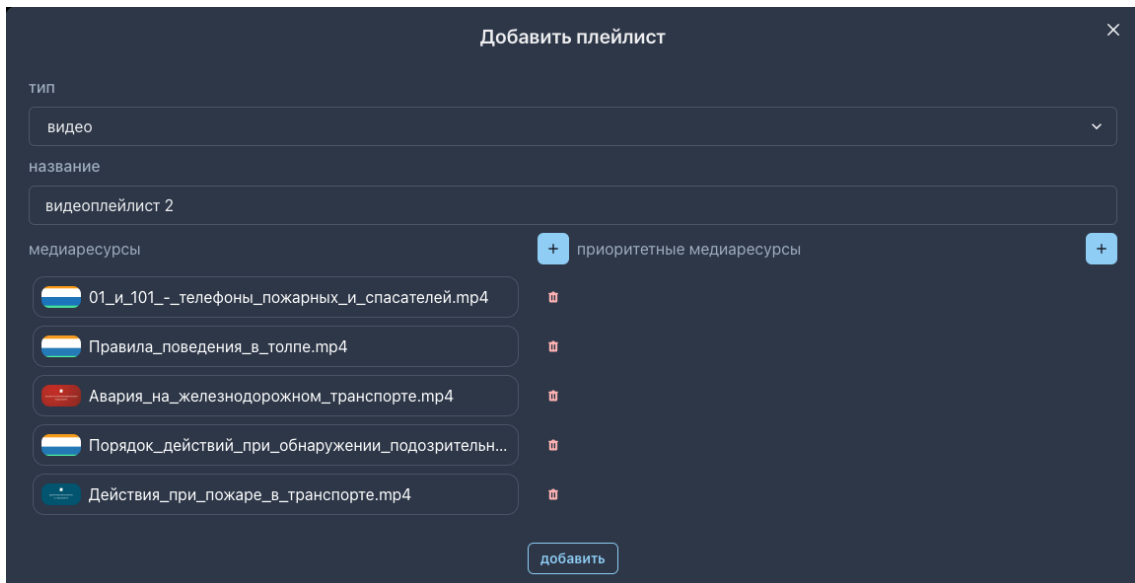 Добавить плейлист
тип
видео
название
видеоплейлист 2
медиаресурсы + приоритетные медиаресурсы +
01_и_101_-_телефоны_пожарных_и_спасателей.mp4
Правила_поведения_в_толпе.mp4
Авария_на_железнодорожном_транспорте.mp4
Порядок_действий_при_обнаружении_подозрительн...
Действия_при_пожаре_в_транспорте.mp4
добавить